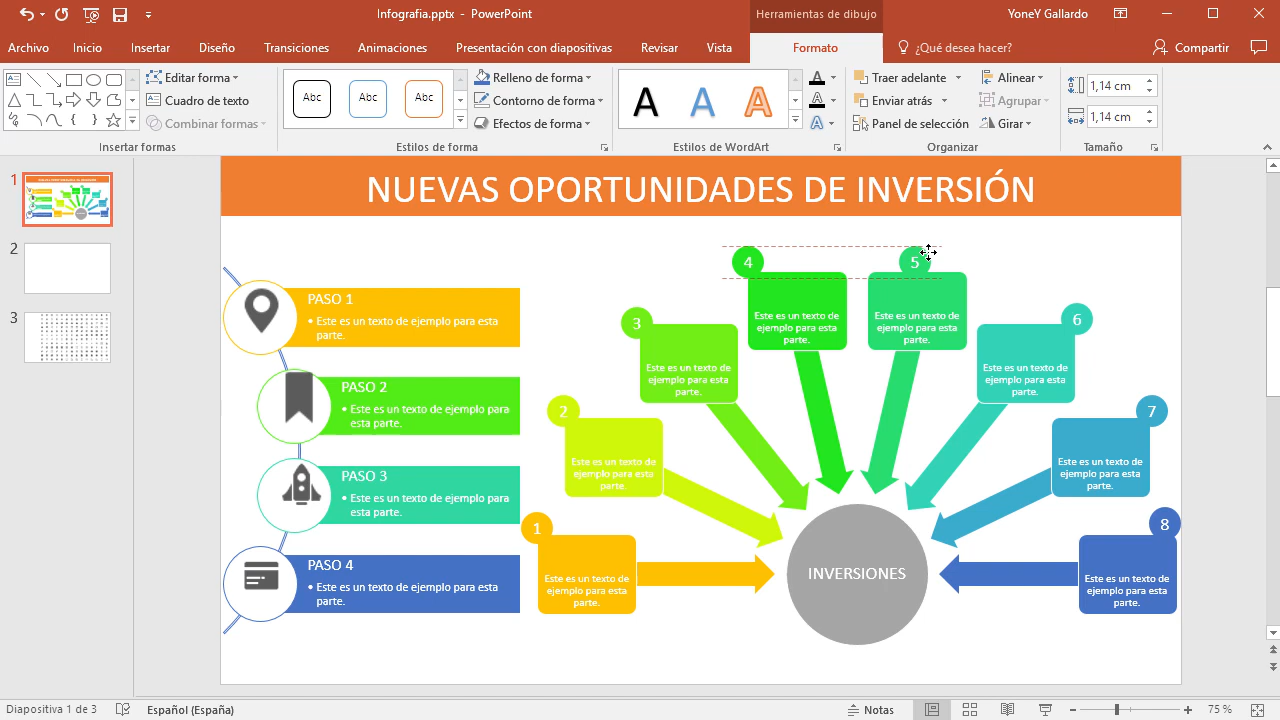 Infografia.pptx - PowerPoint
Herramientas de dibujo
YoneY Gallardo
Archivo Inicio Insertar Diseño Transiciones Animaciones Presentación con diapositivas Revisar Vista Formato ¿Qué desea hacer? Compartir
Editar forma
Cuadro de texto
Combinar formas
Insertar formas
Abc Abc Abc
Relleno de forma
Contorno de forma
Efectos de forma
Estilos de forma
A A A
A
A
A
Estilos de WordArt
Traer adelante
Enviar atrás
Panel de selección
Alinear
Agrupar
Girar
Organizar
1,14 cm
1,14 cm
Tamaño
1
2
3
NUEVAS OPORTUNIDADES DE INVERSIÓN
PASO 1
• Este es un texto de ejemplo para esta
parte.
PASO 2
• Este es un texto de ejemplo para
esta parte.
PASO 3
• Este es un texto de ejemplo para
esta parte.
PASO 4
• Este es un texto de ejemplo para esta
parte.
1
Este es un texto de
ejemplo para esta
parte.
2
Este es un texto de
ejemplo para esta
parte.
3
Este es un texto de
ejemplo para esta
parte.
4
Este es un texto de
ejemplo para esta
parte.
5
Este es un texto de
ejemplo para esta
parte.
6
Este es un texto de
ejemplo para esta
parte.
7
Este es un texto de
ejemplo para esta
parte.
8
Este es un texto de
ejemplo para esta
parte.
INVERSIONES
Diapositiva 1 de 3
Español (España)
Notas
75 %